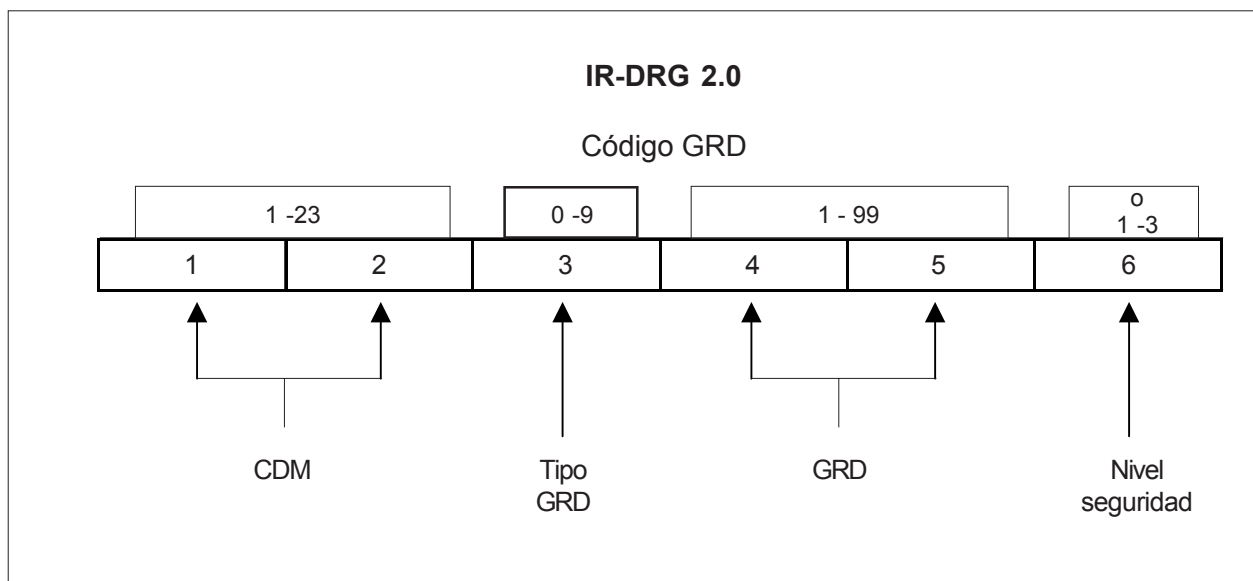 IR-DRG 2.0
Código GRD
1 -23
0 -9
1 - 99
o
1 -3
1
2
3
4
5
6
CDM
Tipo
GRD
GRD
Nivel
seguridad